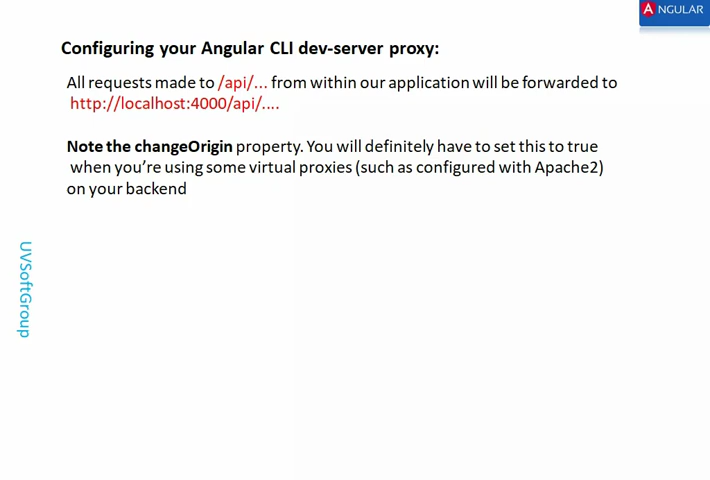 ANGULAR
Configuring your Angular CLI dev-server proxy:
All requests made to /api/... from within our application will be forwarded to
http://localhost:4000/api/....
Note the changeOrigin property. You will definitely have to set this to true
when you're using some virtual proxies (such as configured with Apache2)
on your backend
UVSoftGroup